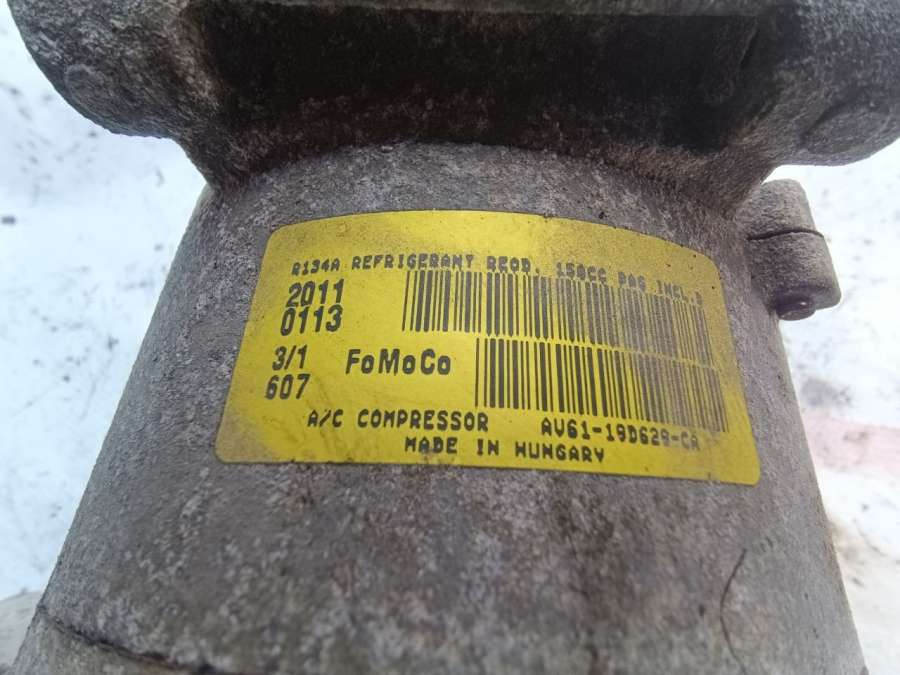 R134A REFRIGERANT REQD. 150CC PAG INCL.
2011
0113
3/1
607
FoMoCo
A/C COMPRESSOR AV61-19D629-CA
MADE IN HUNGARY